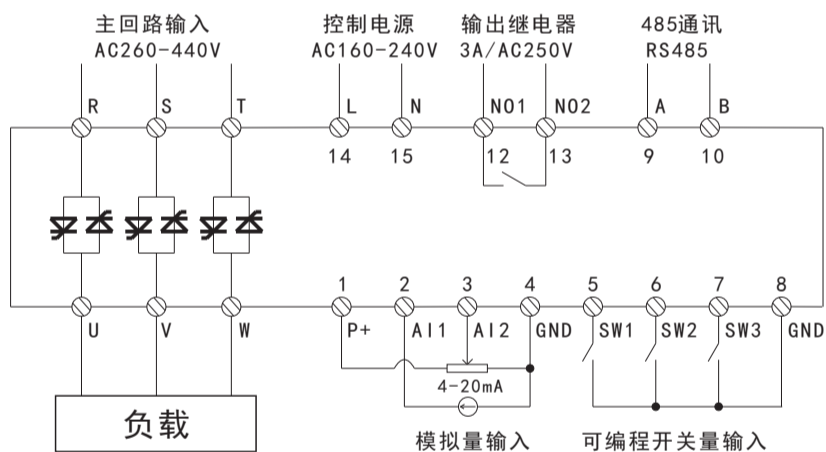 主回路输入 控制电源 输出继电器 485通讯
AC260-440V AC160-240V 3A/AC250V RS485
R S T L N NO1 NO2 A B
14 15 12 13 9 10
1 2 3 4 5 6 7 8
U V W P+ AI1 AI2 GND SW1 SW2 SW3 GND
4-20mA
负载
模拟量输入 可编程开关量输入